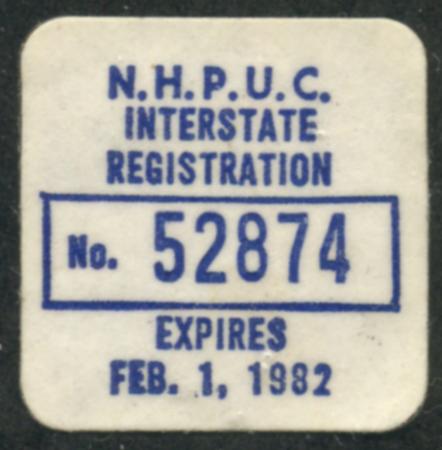 N.H.P.U.C.
INTERSTATE
REGISTRATION
No. 52874
EXPIRES
FEB. 1, 1982